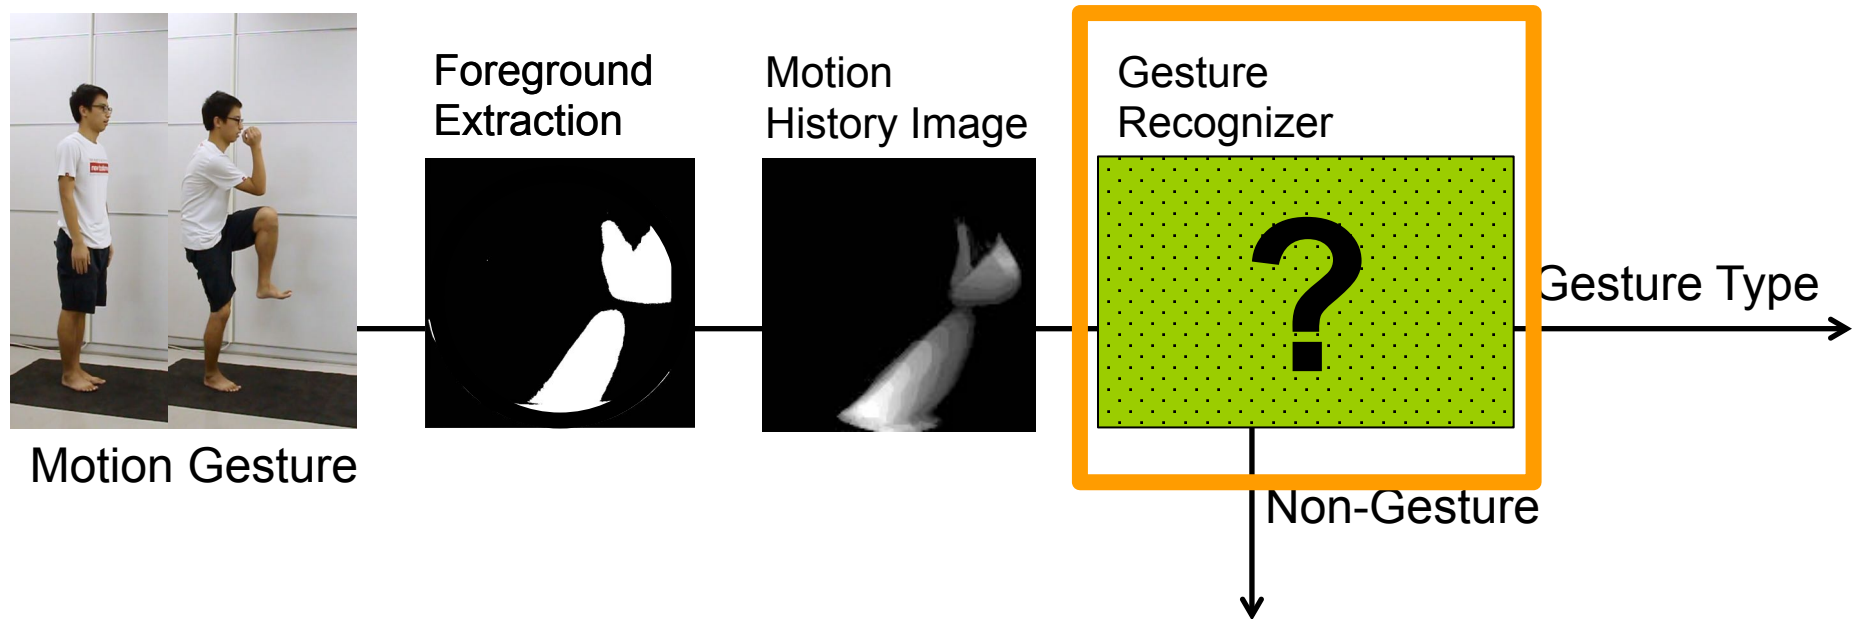 Foreground
Extraction
Motion
History Image
Gesture
Recognizer
?
Gesture Type
Motion Gesture
Non-Gesture